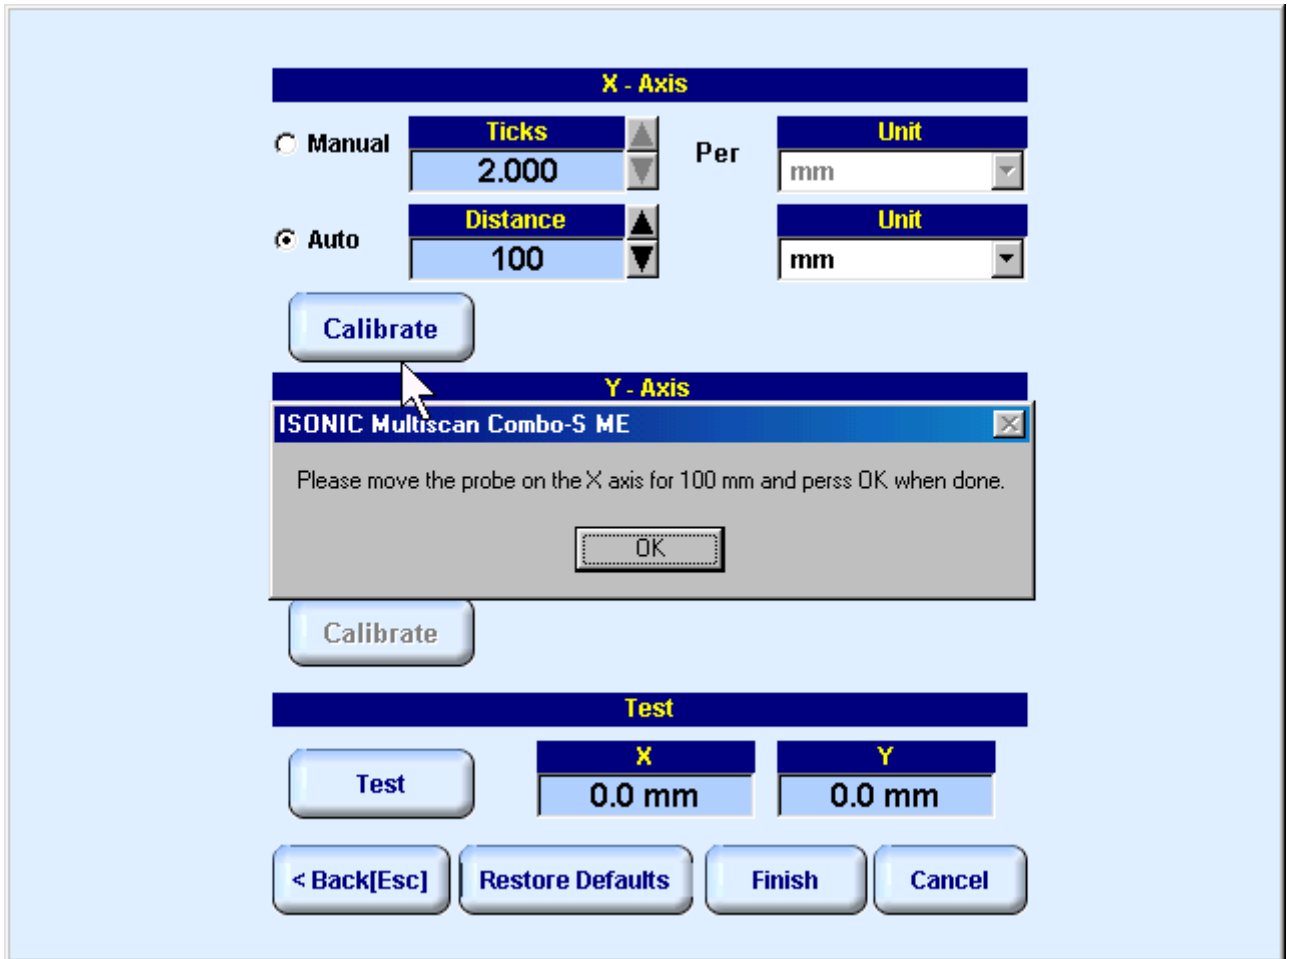 X - Axis
Manual
Ticks
2.000
Per
Unit
mm
Auto
Distance
100
Unit
mm
Calibrate
Y - Axis
ISONIC Multiscan Combo-S ME
Please move the probe on the X axis for 100 mm and perss OK when done.
OK
Calibrate
Test
Test
X
0.0 mm
Y
0.0 mm
< Back[Esc]
Restore Defaults
Finish
Cancel